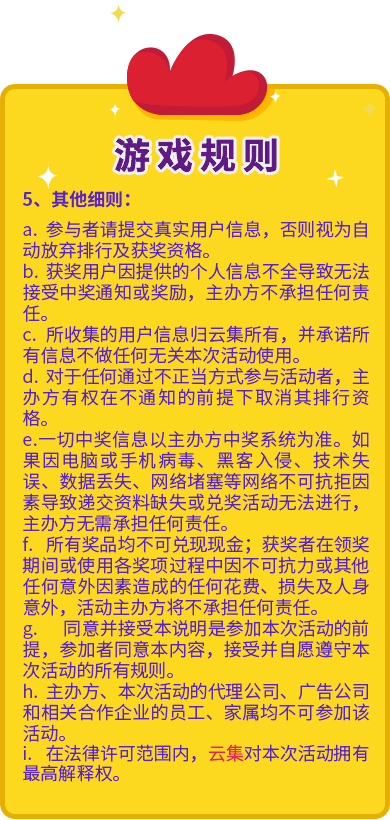 游戏规则
5、其他细则：
a. 参与者请提交真实用户信息，否则视为自
动放弃排行及获奖资格。
b. 获奖用户因提供的个人信息不全导致无法
接受中奖通知或奖励，主办方不承担任何责
任。
c. 所收集的用户信息归云集所有，并承诺所
有信息不做任何无关本次活动使用。
d. 对于任何通过不正当方式参与活动者，主
办方有权在不通知的前提下取消其排行资
格。
e.一切中奖信息以主办方中奖系统为准。如
果因电脑或手机病毒、黑客入侵、技术失
误、数据丢失、网络堵塞等网络不可抗拒因
素导致递交资料缺失或兑奖活动无法进行，
主办方无需承担任何责任。
f. 所有奖品均不可兑现现金；获奖者在领奖
期间或使用各奖项过程中因不可抗力或其他
任何意外因素造成的任何花费、损失及人身
意外，活动主办方将不承担任何责任。
g. 同意并接受本说明是参加本次活动的前
提，参加者同意本内容，接受并自愿遵守本
次活动的所有规则。
h. 主办方、本次活动的代理公司、广告公司
和相关合作企业的员工、家属均不可参加该
活动。
i. 在法律许可范围内，云集对本次活动拥有
最高解释权。